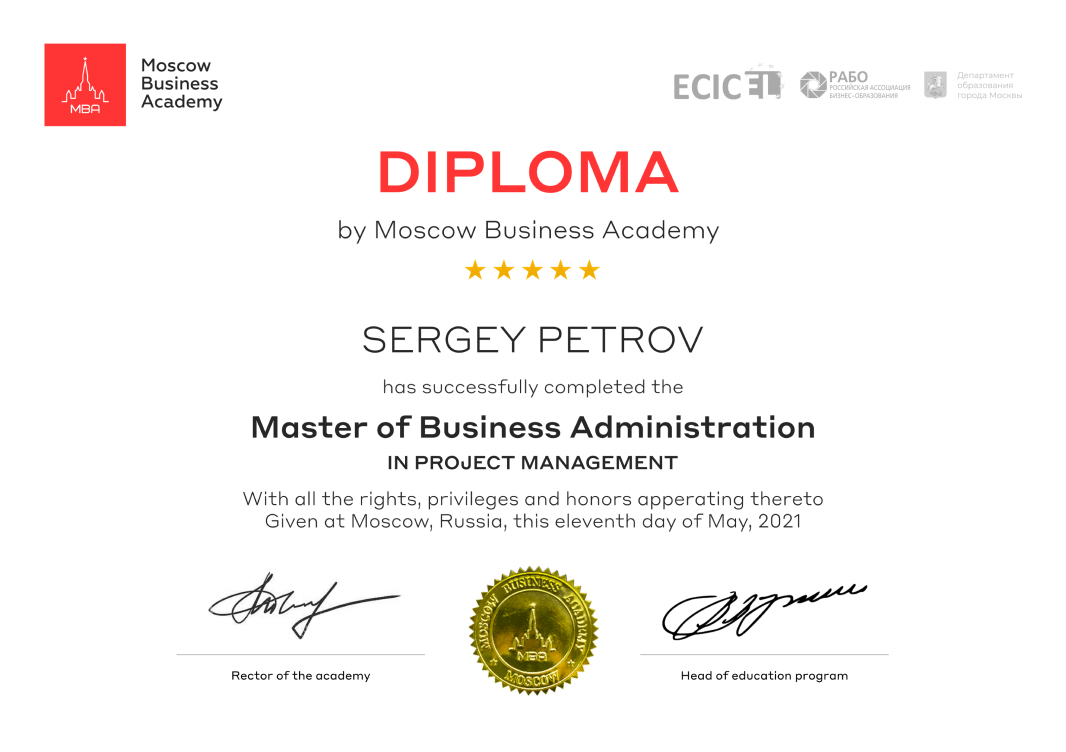 Moscow
Business
Academy
MBA
ECIC
РАБО
РОССИЙСКАЯ АССОЦИАЦИЯ
БИЗНЕС-ОБРАЗОВАНИЯ
Департамент
образования
города Москвы
DIPLOMA
by Moscow Business Academy
SERGEY PETROV
has successfully completed the
Master of Business Administration
IN PROJECT MANAGEMENT
With all the rights, privileges and honors apperating thereto
Given at Moscow, Russia, this eleventh day of May, 2021
MOSCOW BUSINESS ACADEMY
MBA
MOSCOW
Rector of the academy
Head of education program